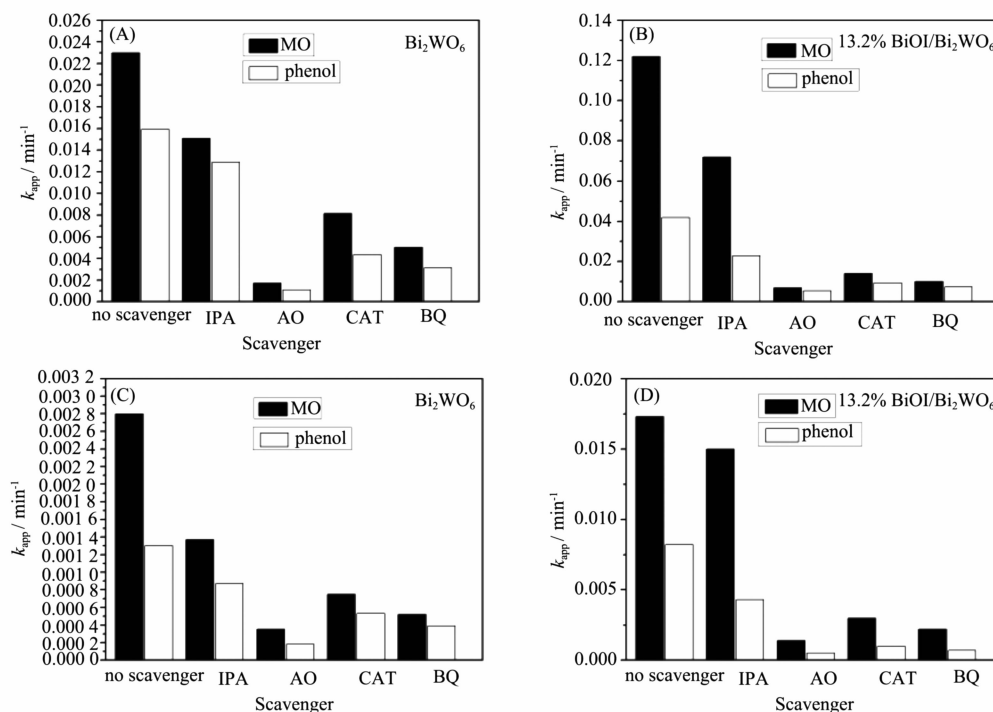 (A)
MO
phenol
Bi₂WO₆
0.026
0.024
0.022
0.020
0.018
0.016
0.014
0.012
0.010
0.008
0.006
0.004
0.002
0.000
kapp / min⁻¹
no scavenger IPA AO CAT BQ
Scavenger
(B)
MO
phenol
13.2% BiOI/Bi₂WO₆
0.14
0.12
0.10
0.08
0.06
0.04
0.02
0.00
kapp / min⁻¹
no scavenger IPA AO CAT BQ
Scavenger
(C)
MO
phenol
Bi₂WO₆
0.003 2
0.003 0
0.002 8
0.002 6
0.002 4
0.002 2
0.002 0
0.001 8
0.001 6
0.001 4
0.001 2
0.001 0
0.000 8
0.000 6
0.000 4
0.000 2
0.000 0
kapp / min⁻¹
no scavenger IPA AO CAT BQ
Scavenger
(D)
MO
phenol
13.2% BiOI/Bi₂WO₆
0.020
0.015
0.010
0.005
0.000
kapp / min⁻¹
no scavenger IPA AO CAT BQ
Scavenger